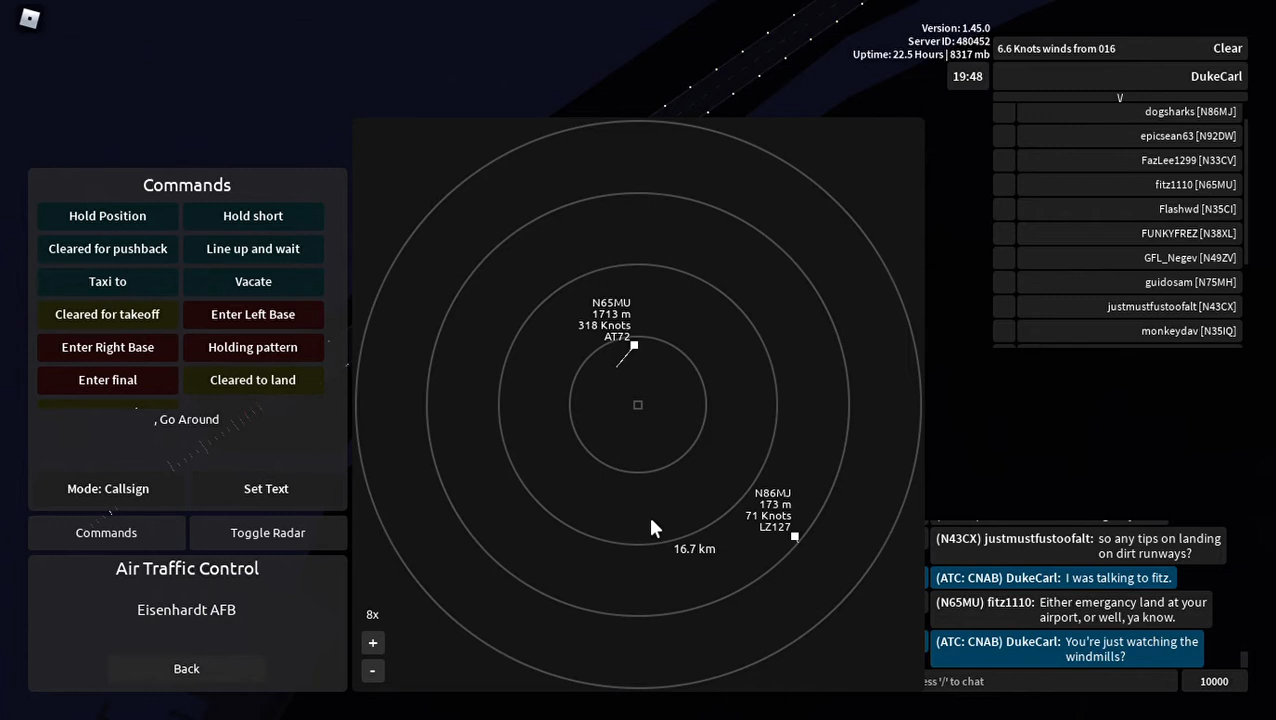 Version: 1.45.0
Server ID: 480452
Uptime: 22.5 Hours | 8317 mb
19:48
6.6 Knots winds from 016
Clear
DukeCarl
V
dogsharks [N86MJ]
epicsean63 [N92DW]
FazLee1299 [N33CV]
fitz1110 [N65MU]
Flashwd [N35CI]
FUNKYFREZ [N38XL]
GFL_Negev [N49ZV]
guidosam [N75MH]
justmustfustoofalt [N43CX]
monkeydav [N35IQ]
Commands
Hold Position
Hold short
Cleared for pushback
Line up and wait
Taxi to
Vacate
Cleared for takeoff
Enter Left Base
Enter Right Base
Holding pattern
Enter final
Cleared to land
, Go Around
Mode: Callsign
Set Text
Commands
Toggle Radar
Air Traffic Control
Eisenhardt AFB
Back
N65MU
1713 m
318 Knots
AT72
N86MJ
173 m
71 Knots
LZ127
16.7 km
8x
+
-
(N43CX) justmustfustoofalt: so any tips on landing
on dirt runways?
(ATC: CNAB) DukeCarl: I was talking to fitz.
(N65MU) fitz1110: Either emergancy land at your
airport, or well, ya know.
(ATC: CNAB) DukeCarl: You're just watching the
windmills?
ess '/' to chat
10000